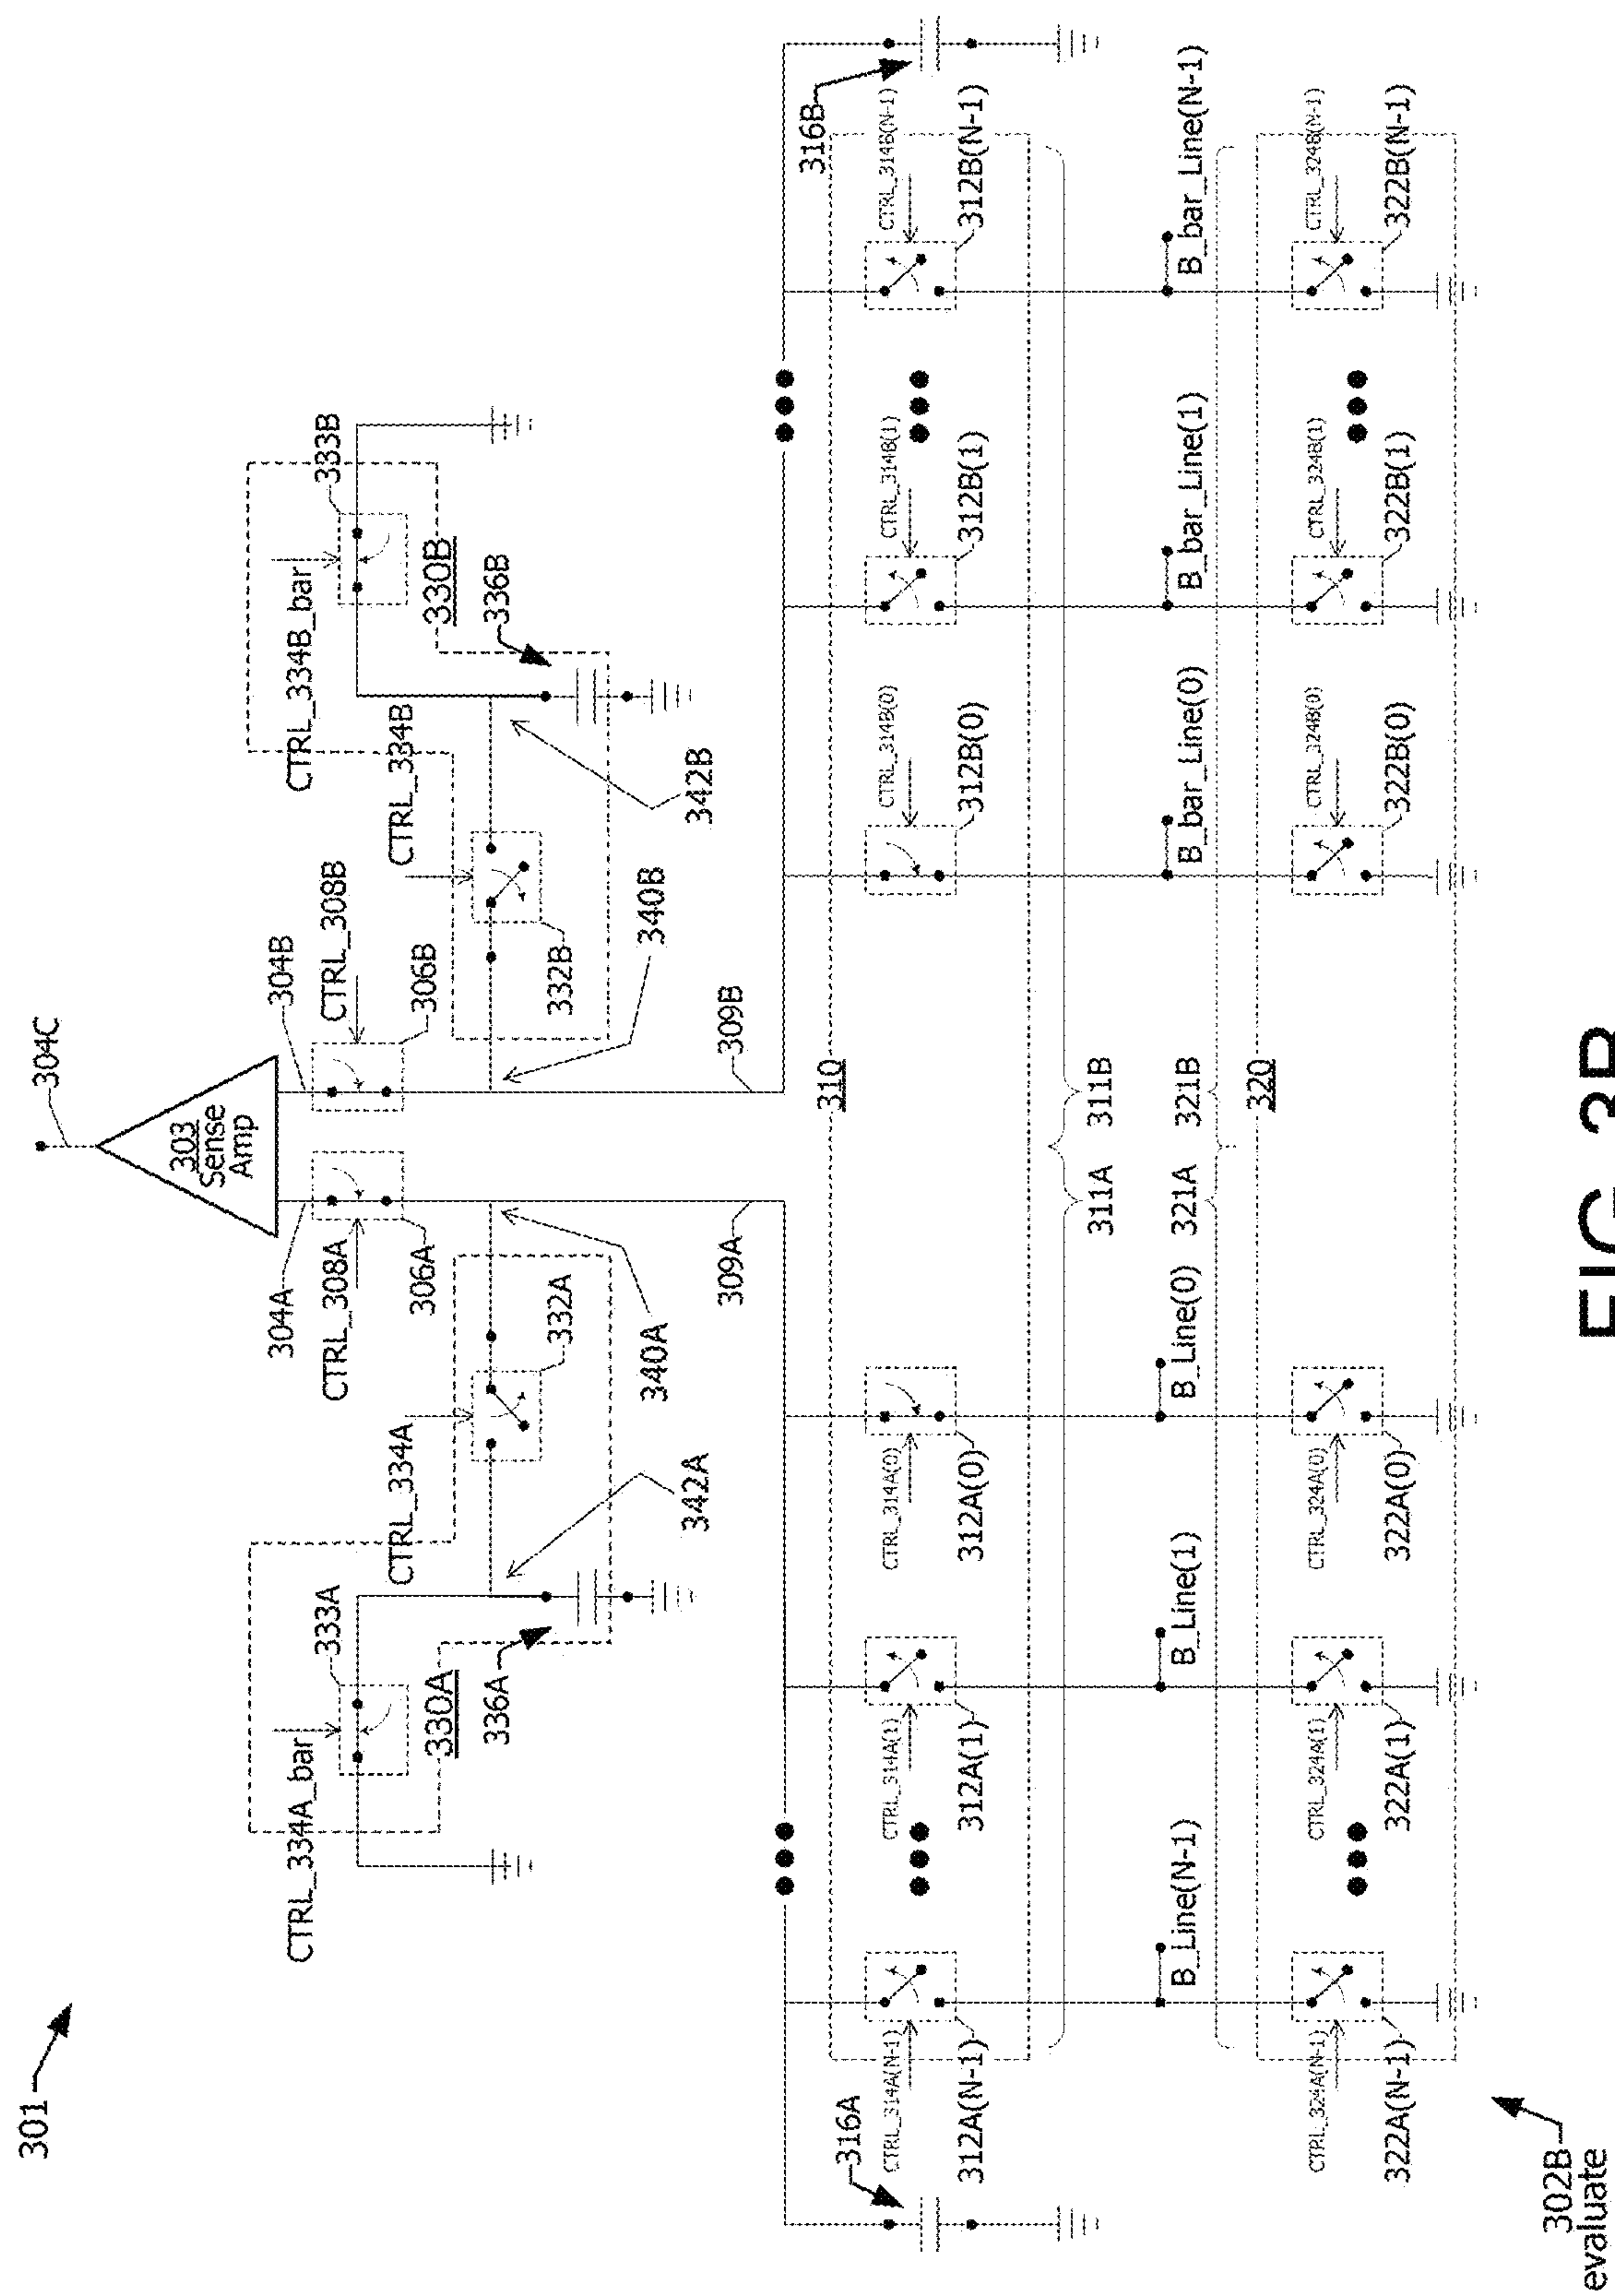 301
304C
303
Sense
Amp
304A
304B
CTRL_308A
CTRL_308B
306A
306B
CTRL_334A_bar
333A
CTRL_334B_bar
333B
CTRL_334A
CTRL_334B
330A
330B
336A
336B
332A
332B
342A
342B
340A
340B
309A
309B
316A
310
316B
CTRL_314A(N-1)
CTRL_314A(1)
CTRL_314A(0)
CTRL_314B(0)
CTRL_314B(1)
CTRL_314B(N-1)
312A(N-1)
312A(1)
312A(0)
312B(0)
312B(1)
312B(N-1)
311A
311B
B_Line(N-1)
B_Line(1)
B_Line(0)
321A
321B
B_bar_Line(0)
B_bar_Line(1)
B_bar_Line(N-1)
320
CTRL_324A(N-1)
CTRL_324A(1)
CTRL_324A(0)
CTRL_324B(0)
CTRL_324B(1)
CTRL_324B(N-1)
322A(N-1)
322A(1)
322A(0)
322B(0)
322B(1)
322B(N-1)
302B
evaluate
FIG. 3B